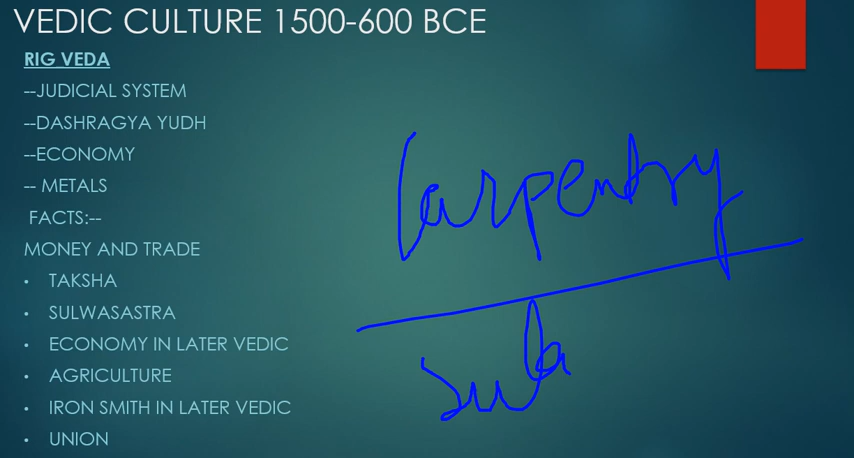 VEDIC CULTURE 1500-600 BCE
RIG VEDA
--JUDICIAL SYSTEM
--DASHRAGYA YUDH
--ECONOMY
-- METALS
FACTS:--
MONEY AND TRADE
• TAKSHA
• SULWASASTRA
• ECONOMY IN LATER VEDIC
• AGRICULTURE
• IRON SMITH IN LATER VEDIC
• UNION
Carpentry